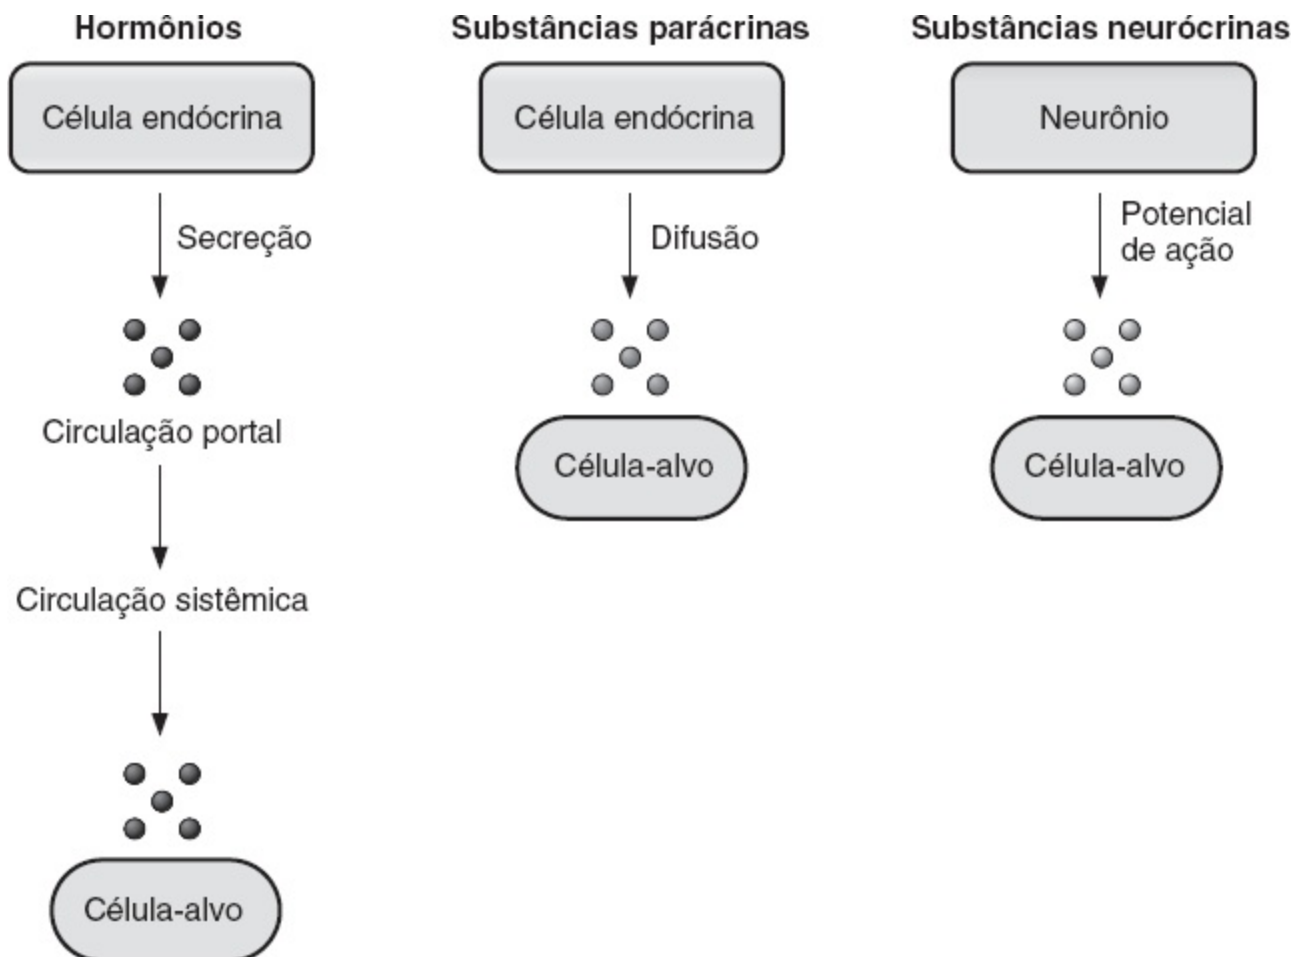 Hormônios
Célula endócrina
Secreção
Circulação portal
Circulação sistêmica
Célula-alvo
Substâncias parácrinas
Célula endócrina
Difusão
Célula-alvo
Substâncias neurócrinas
Neurônio
Potencial
de ação
Célula-alvo